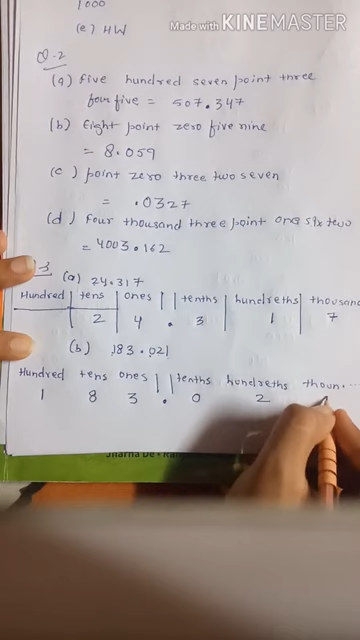 1000
(e) HW
Made with KINEMASTER
Q-2
(a) five hundred seven point three
four five = 507.347
(b) Eight point zero five nine
= 8.059
(c) point zero three two seven
= .0327
(d) four thousand three point one six two
= 4003.162
-3
(a) 24.317
Hundred tens ones tenths hundreths thousan
2 4 . 3 1 7
(b) 183.021
Hundred tens ones tenths hundreths thoun...
1 8 3 . 0 2